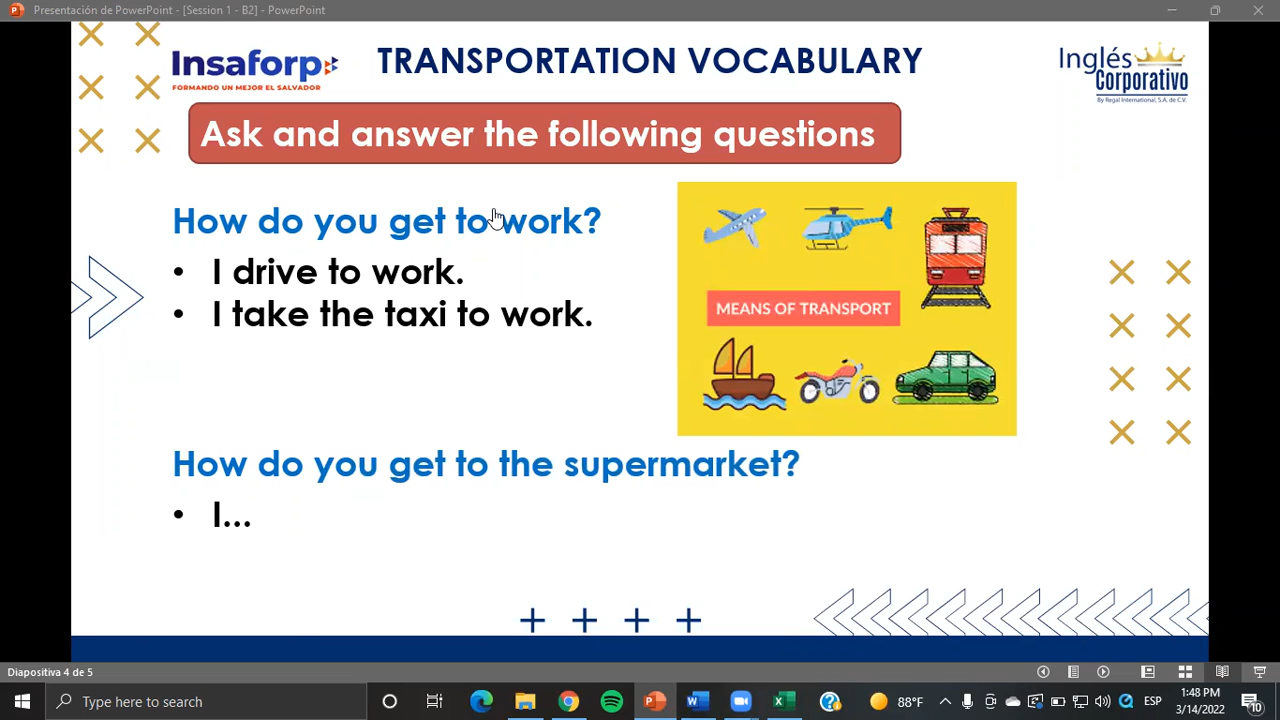 Presentación de PowerPoint - [Session 1 - B2] - PowerPoint
Insaforp
FORMANDO UN MEJOR EL SALVADOR
TRANSPORTATION VOCABULARY
Inglés
Corporativo
By Regal International, S.A. de C.V.
Ask and answer the following questions
How do you get to work?
• I drive to work.
• I take the taxi to work.
MEANS OF TRANSPORT
How do you get to the supermarket?
• I...
Diapositiva 4 de 5
Type here to search
88°F
ESP
1:48 PM
3/14/2022
10